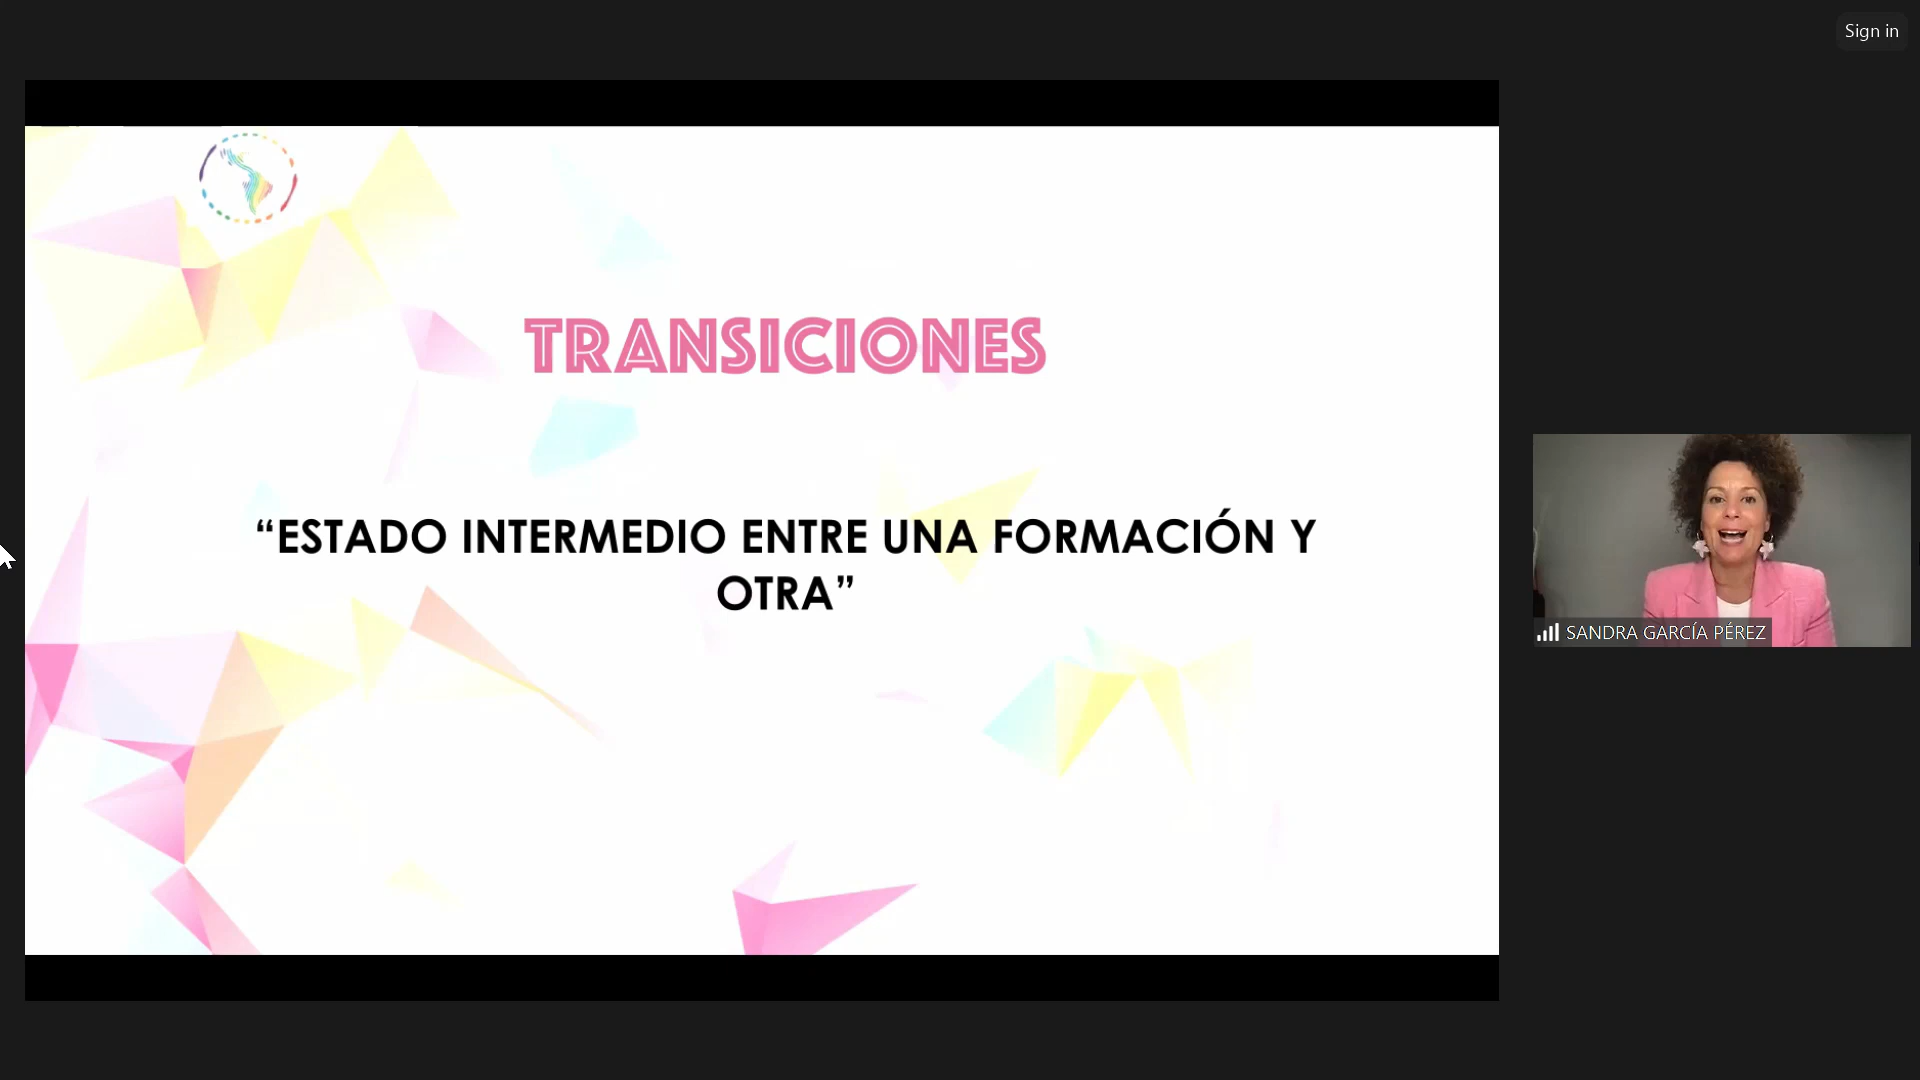 Sign in
TRANSICIONES
“ESTADO INTERMEDIO ENTRE UNA FORMACIÓN Y
OTRA”
SANDRA GARCÍA PÉREZ